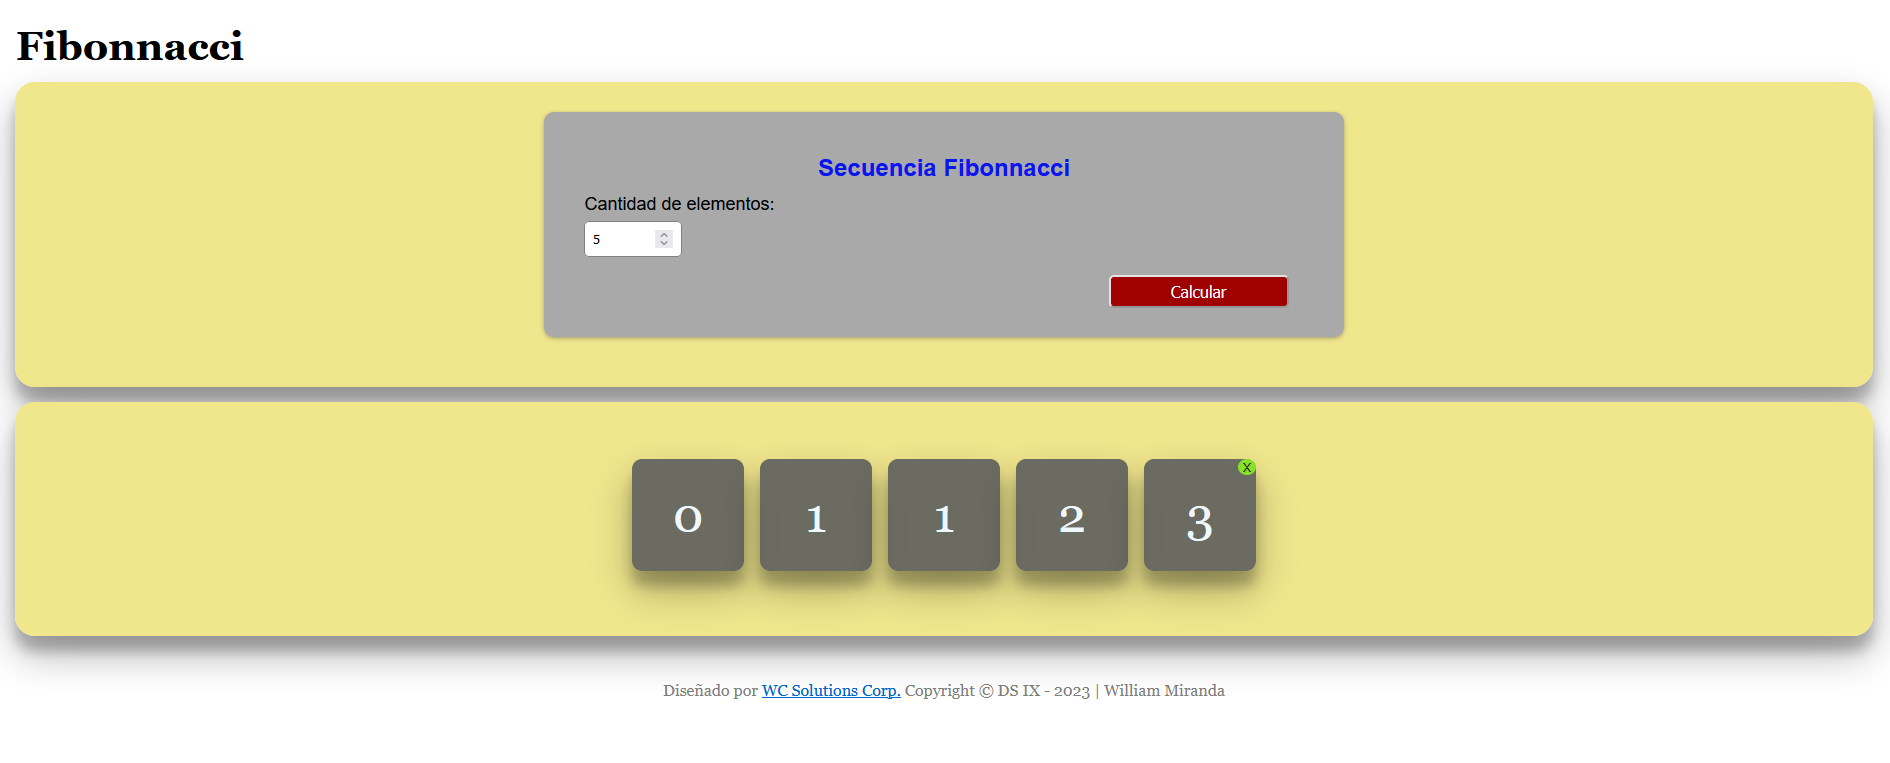 Fibonnacci
Secuencia Fibonnacci
Cantidad de elementos:
5
Calcular
X
0 1 1 2 3
Diseñado por WC Solutions Corp. Copyright © DS IX - 2023 | William Miranda